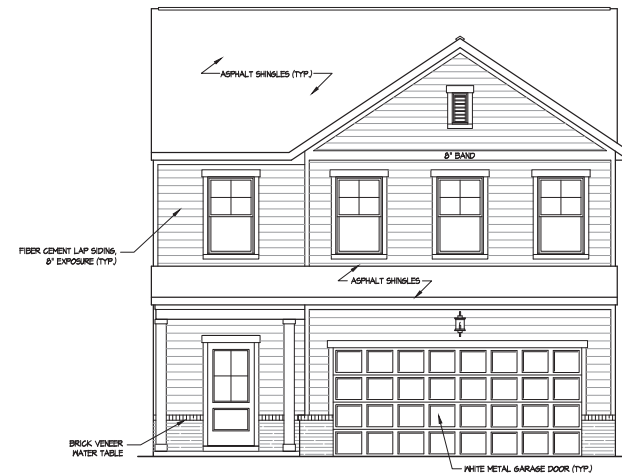 ASPHALT SHINGLES (TYP.)
8" BAND
FIBER CEMENT LAP SIDING,
8" EXPOSURE (TYP.)
ASPHALT SHINGLES
BRICK VENEER
WATER TABLE
WHITE METAL GARAGE DOOR (TYP.)